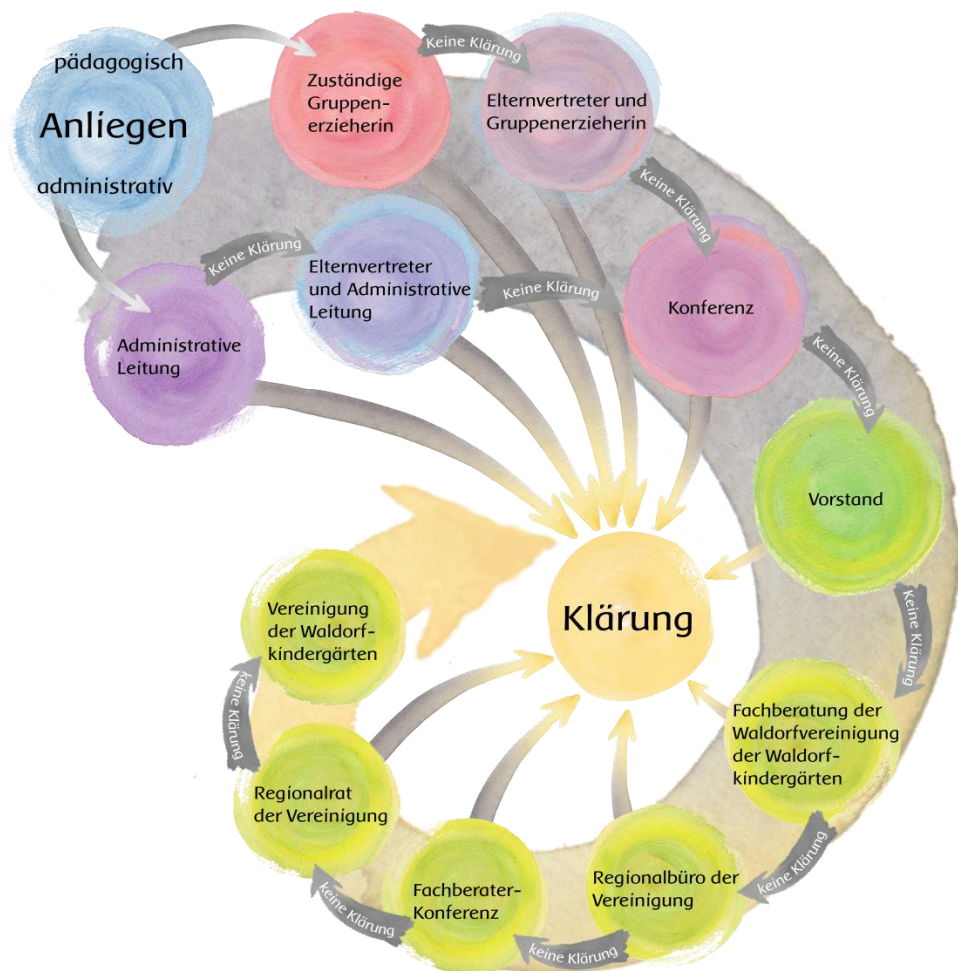 pädagogisch
Anliegen
administrativ
Keine Klärung
Zuständige
Gruppen-
erzieherin
Elternvertreter und
Gruppenerzieherin
Keine Klärung
Keine Klärung
Elternvertreter
und Administrative
Leitung
Keine Klärung
Konferenz
Administrative
Leitung
Keine Klärung
Vorstand
Klärung
Keine Klärung
Vereinigung
der Waldorf-
kindergärten
keine Klärung
Fachberatung der
Waldorfvereinigung
der Waldorf-
kindergärten
Regionalrat
der Vereinigung
keine Klärung
Regionalbüro der
Vereinigung
Fachberater-
Konferenz
keine Klärung
keine Klärung